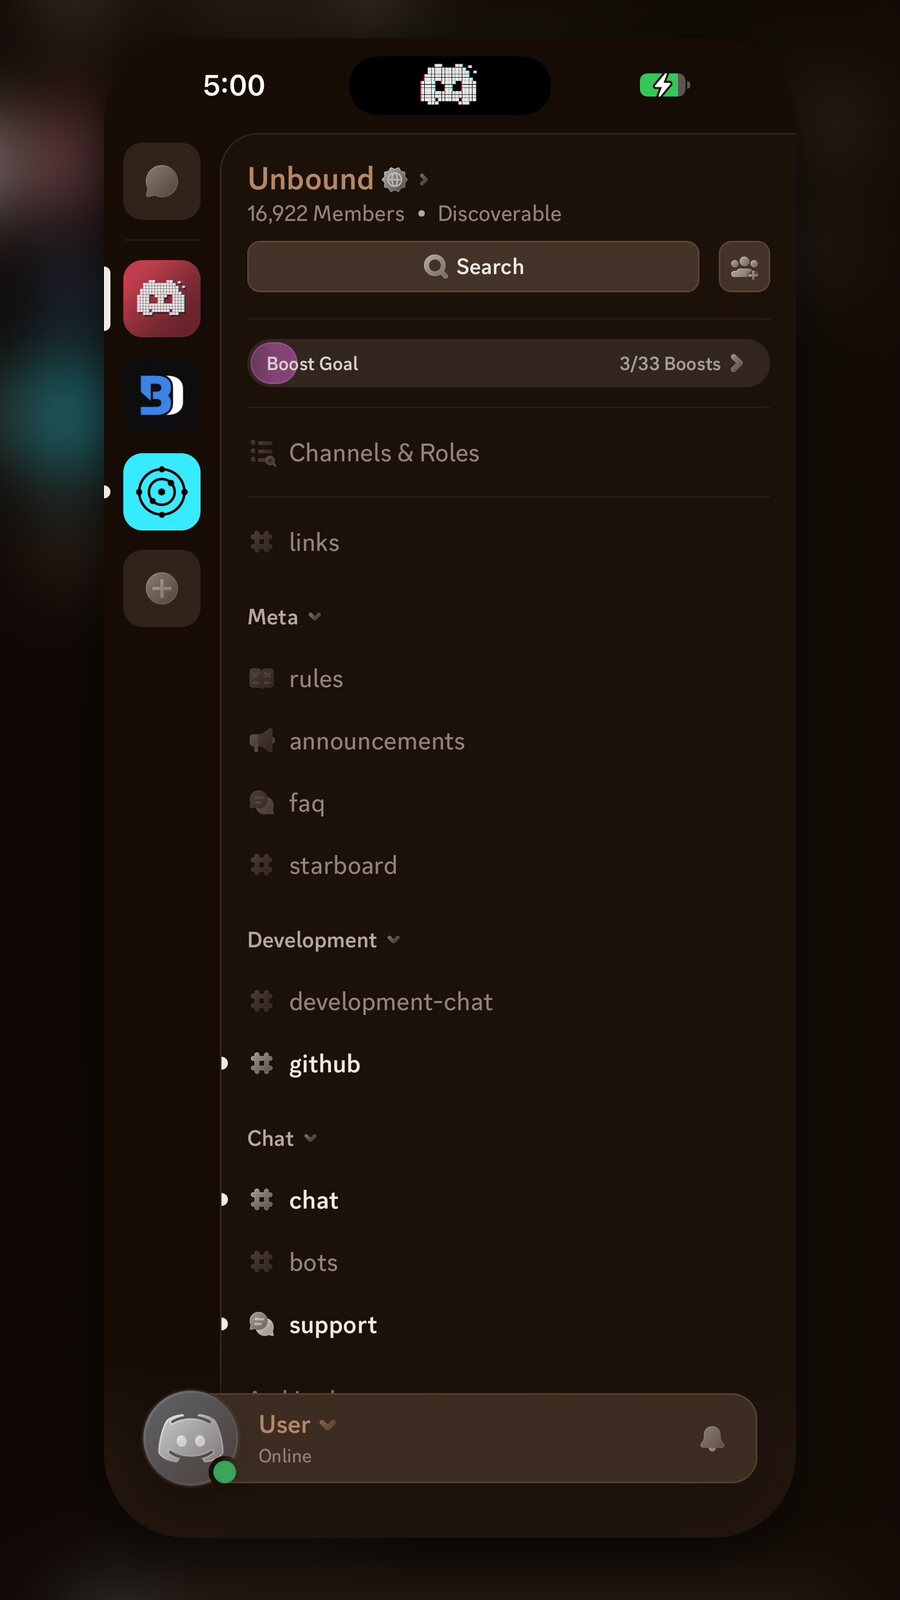 5:00
Unbound
16,922 Members • Discoverable
Search
Boost Goal 3/33 Boosts
Channels & Roles
links
Meta
rules
announcements
faq
starboard
Development
development-chat
github
Chat
chat
bots
support
User
Online